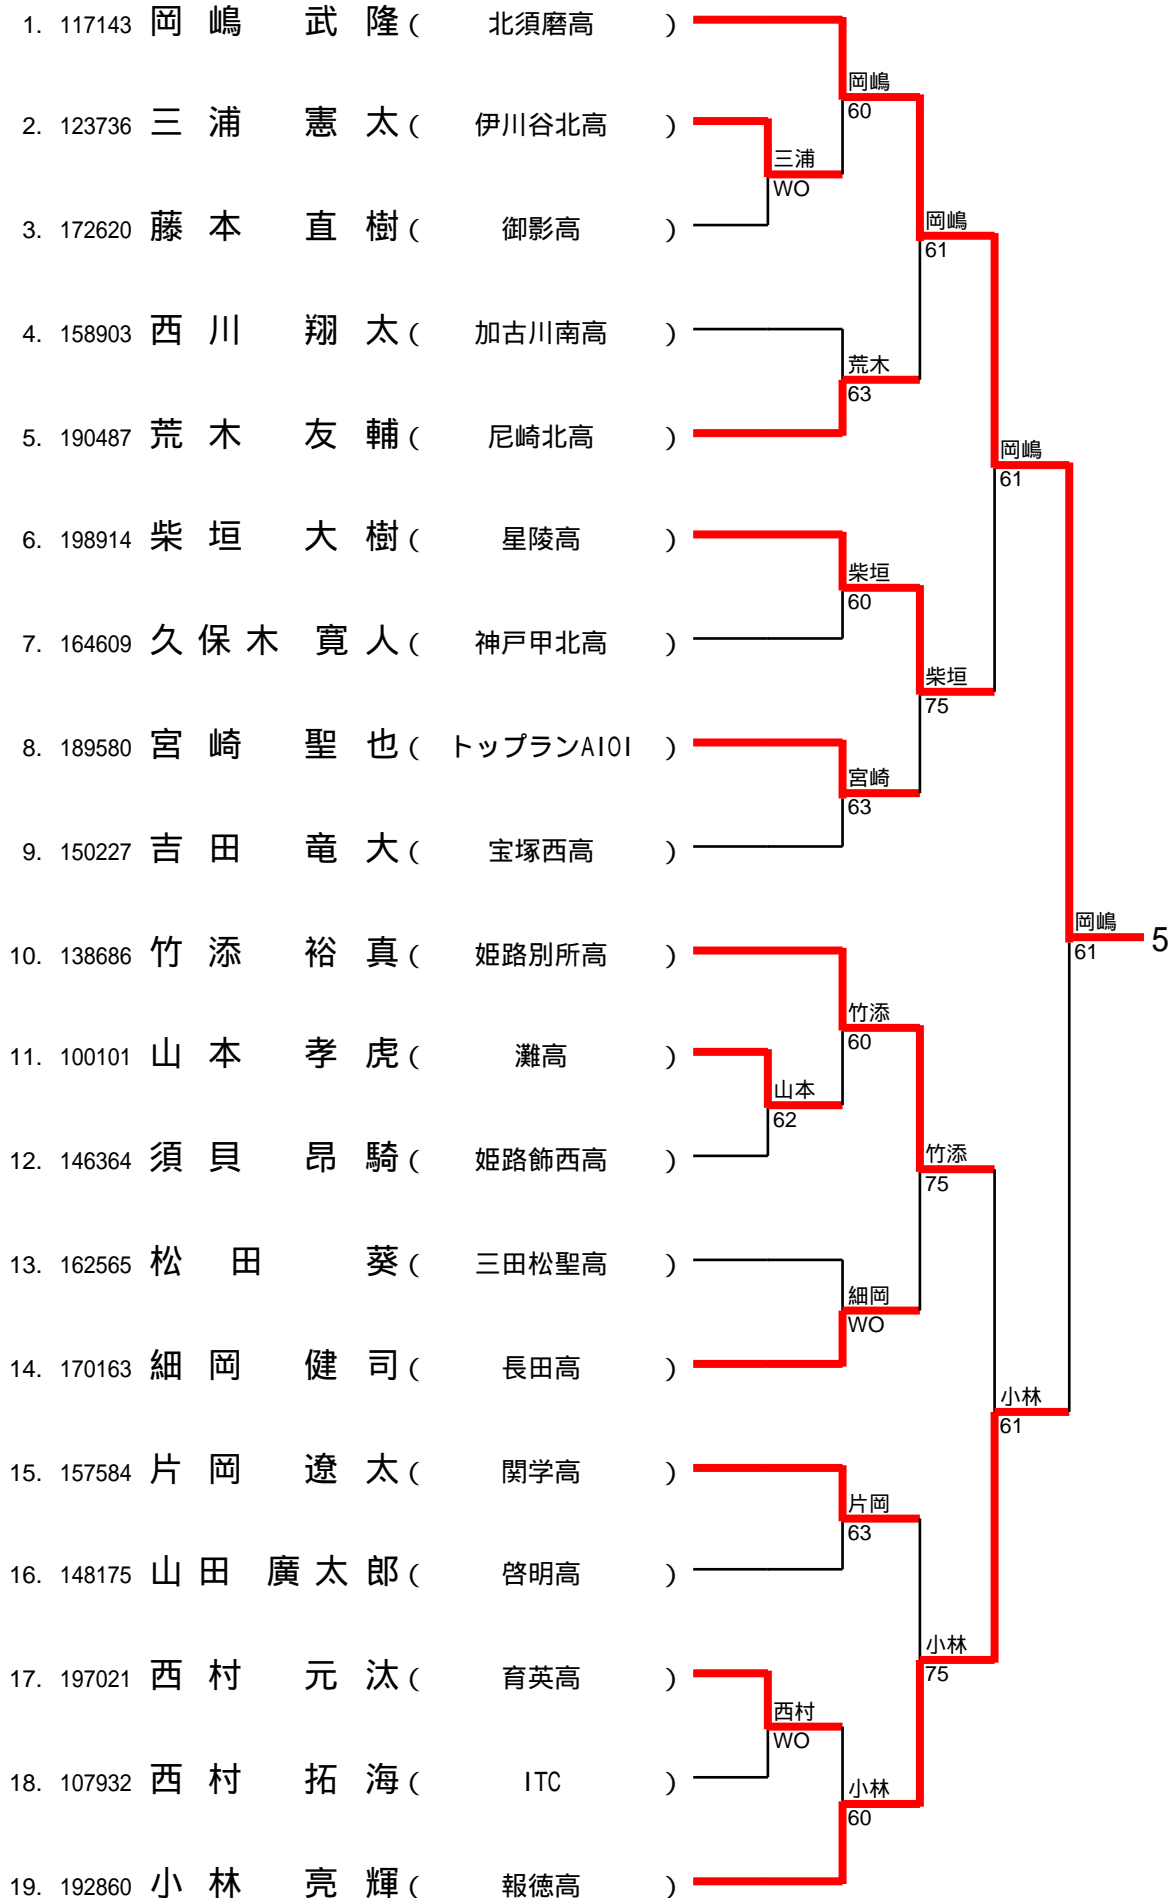 1. 117143 岡 嶋 武 隆 ( 北須磨高 )
岡嶋
60
2. 123736 三 浦 憲 太 ( 伊川谷北高 )
三浦
WO
3. 172620 藤 本 直 樹 ( 御影高 )
岡嶋
61
4. 158903 西 川 翔 太 ( 加古川南高 )
荒木
63
5. 190487 荒 木 友 輔 ( 尼崎北高 )
岡嶋
61
6. 198914 柴 垣 大 樹 ( 星陵高 )
柴垣
60
7. 164609 久 保 木 寛 人 ( 神戸甲北高 )
柴垣
75
8. 189580 宮 崎 聖 也 ( トップランAIOI )
宮崎
63
9. 150227 吉 田 竜 大 ( 宝塚西高 )
岡嶋
61
5
10. 138686 竹 添 裕 真 ( 姫路別所高 )
竹添
60
11. 100101 山 本 孝 虎 ( 灘高 )
山本
62
12. 146364 須 貝 昂 騎 ( 姫路飾西高 )
竹添
75
13. 162565 松 田 葵 ( 三田松聖高 )
細岡
WO
14. 170163 細 岡 健 司 ( 長田高 )
小林
61
15. 157584 片 岡 遼 太 ( 関学高 )
片岡
63
16. 148175 山 田 廣 太 郎 ( 啓明高 )
小林
75
17. 197021 西 村 元 汰 ( 育英高 )
西村
WO
18. 107932 西 村 拓 海 ( ITC )
小林
60
19. 192860 小 林 亮 輝 ( 報徳高 )